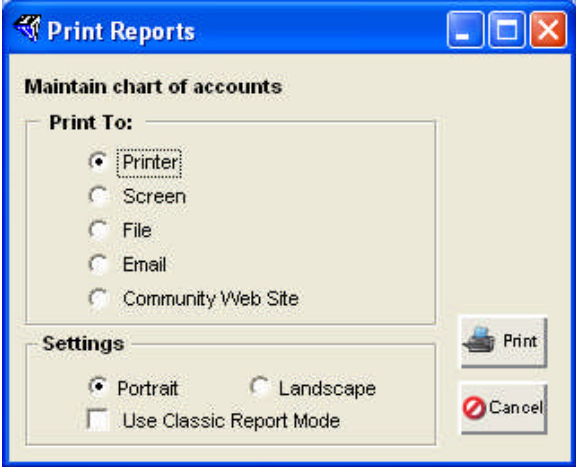 Print Reports
Maintain chart of accounts
Print To:
Printer
Screen
File
Email
Community Web Site
Settings
Portrait Landscape
Use Classic Report Mode
Print
Cancel